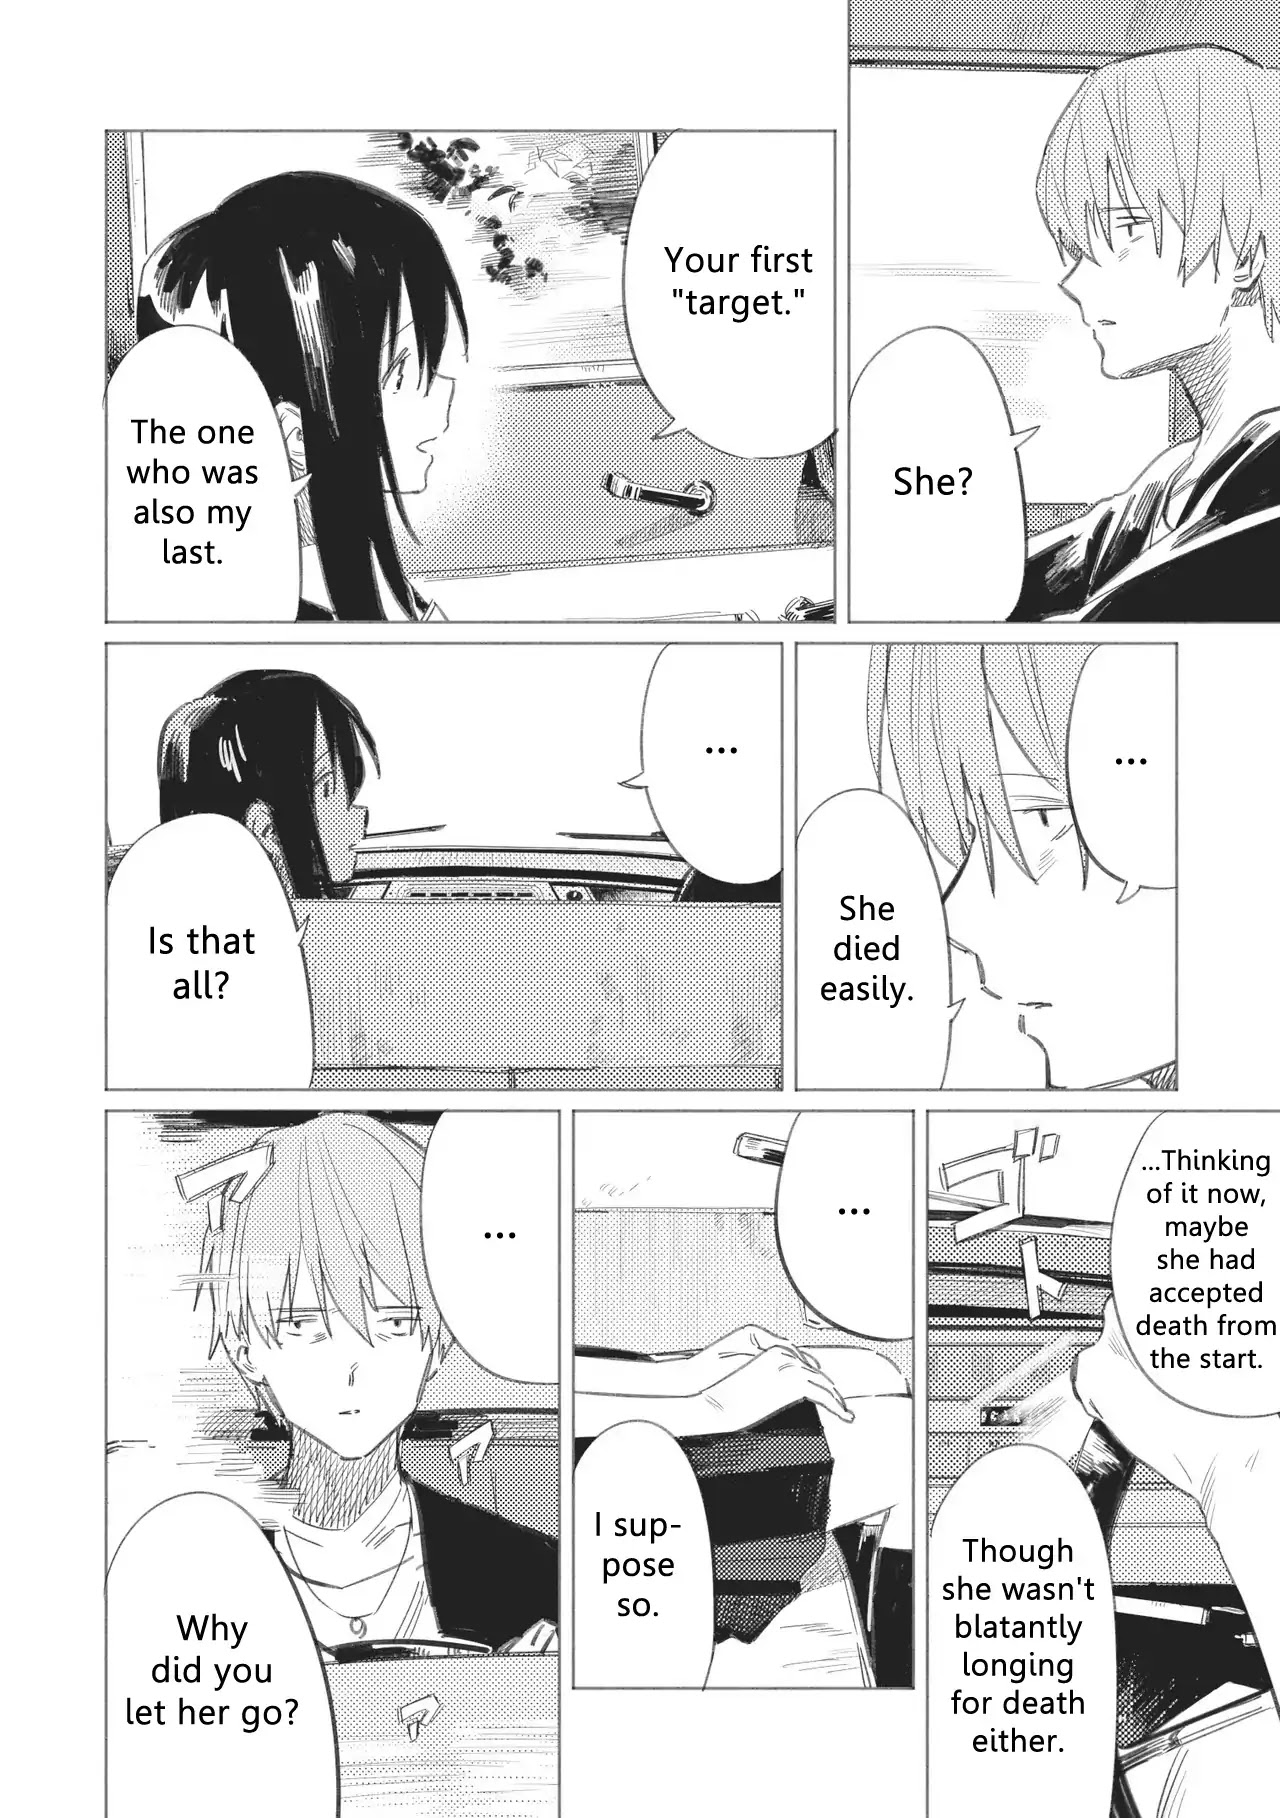 She?
Your first
"target."
The one
who was
also my
last.
...
She
died
easily.
...
Is that
all?
...Thinking
of it now,
maybe
she had
accepted
death from
the start.
ゴ
ト
Though
she wasn't
blatantly
longing
for death
either.
...
I sup-
pose
so.
...
Why
did you
let her go?